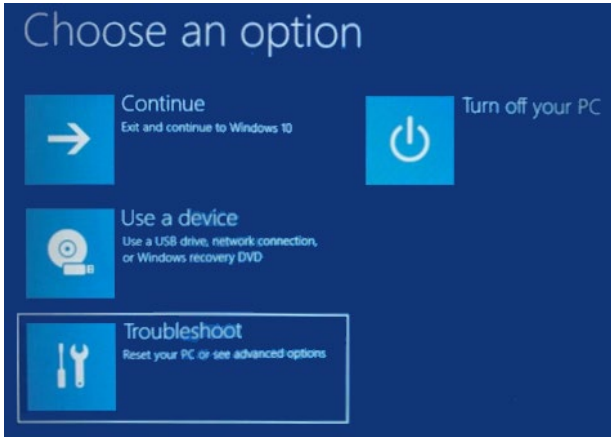 Choose an option
Continue
Exit and continue to Windows 10
Turn off your PC
Use a device
Use a USB drive, network connection,
or Windows recovery DVD
Troubleshoot
Reset your PC or see advanced options